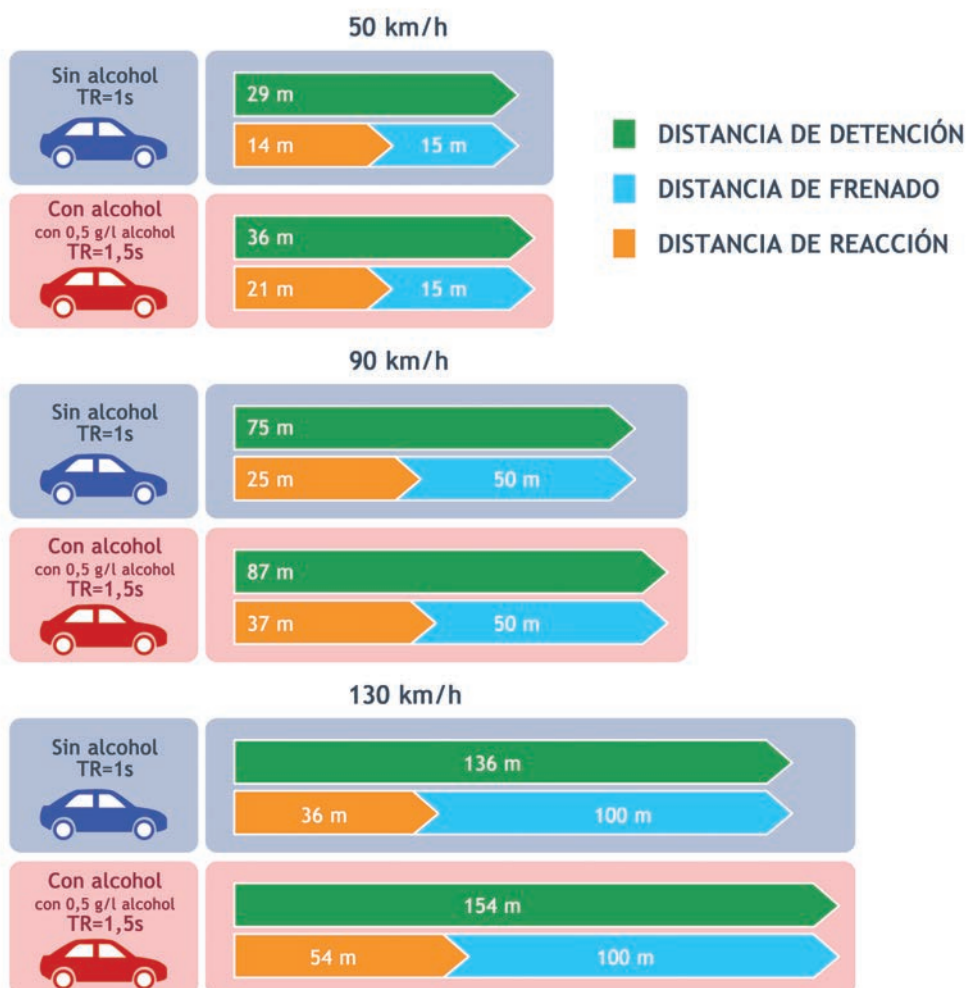 50 km/h
Sin alcohol
TR=1s
29 m
14 m 15 m
Con alcohol
con 0,5 g/l alcohol
TR=1,5s
36 m
21 m 15 m
DISTANCIA DE DETENCIÓN
DISTANCIA DE FRENADO
DISTANCIA DE REACCIÓN
90 km/h
Sin alcohol
TR=1s
75 m
25 m 50 m
Con alcohol
con 0,5 g/l alcohol
TR=1,5s
87 m
37 m 50 m
130 km/h
Sin alcohol
TR=1s
136 m
36 m 100 m
Con alcohol
con 0,5 g/l alcohol
TR=1,5s
154 m
54 m 100 m